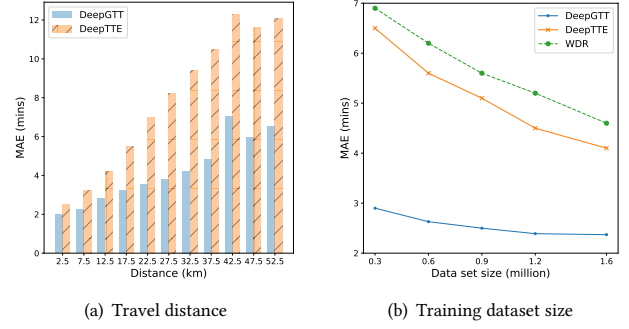 DeepGTT
DeepTTE
MAE (mins)
12
10
8
6
4
2
0
2.5 7.5 12.5 17.5 22.5 27.5 32.5 37.5 42.5 47.5 52.5
Distance (km)
(a) Travel distance
DeepGTT
DeepTTE
WDR
MAE (mins)
7
6
5
4
3
2
0.3 0.6 0.9 1.2 1.6
Data set size (million)
(b) Training dataset size